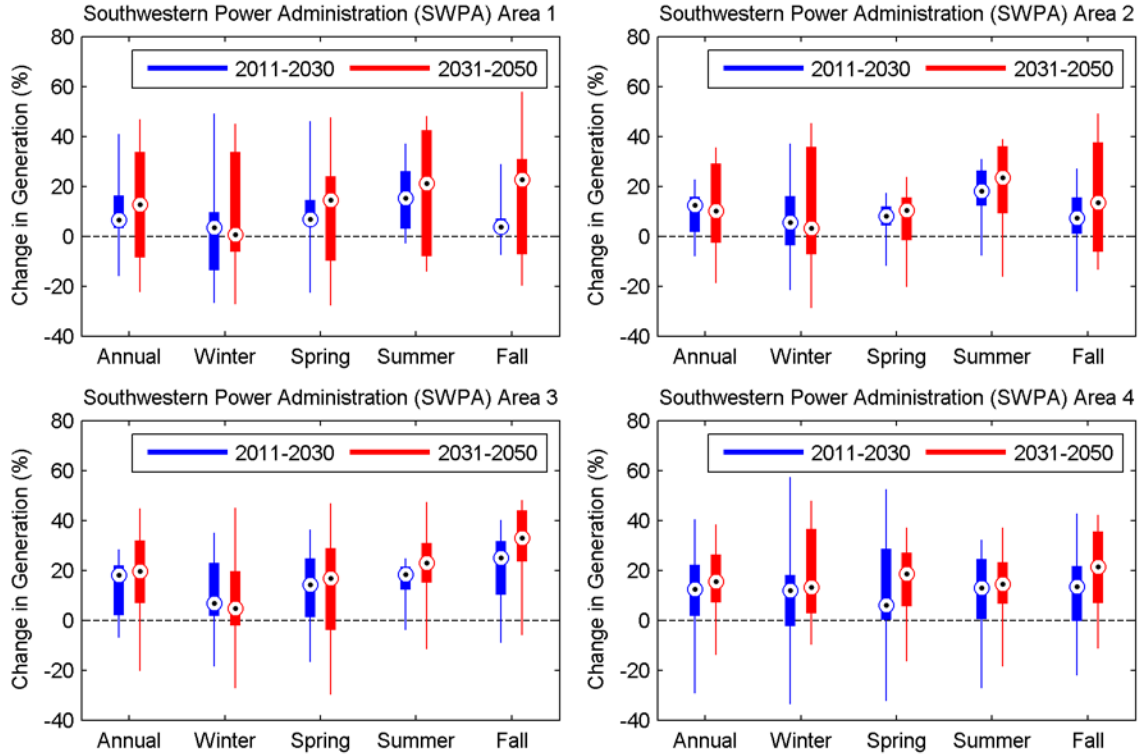 Southwestern Power Administration (SWPA) Area 1
80
60
40
20
0
-20
-40
Change in Generation (%)
2011-2030 2031-2050
Annual Winter Spring Summer Fall
Southwestern Power Administration (SWPA) Area 2
80
60
40
20
0
-20
-40
Change in Generation (%)
2011-2030 2031-2050
Annual Winter Spring Summer Fall
Southwestern Power Administration (SWPA) Area 3
80
60
40
20
0
-20
-40
Change in Generation (%)
2011-2030 2031-2050
Annual Winter Spring Summer Fall
Southwestern Power Administration (SWPA) Area 4
80
60
40
20
0
-20
-40
Change in Generation (%)
2011-2030 2031-2050
Annual Winter Spring Summer Fall